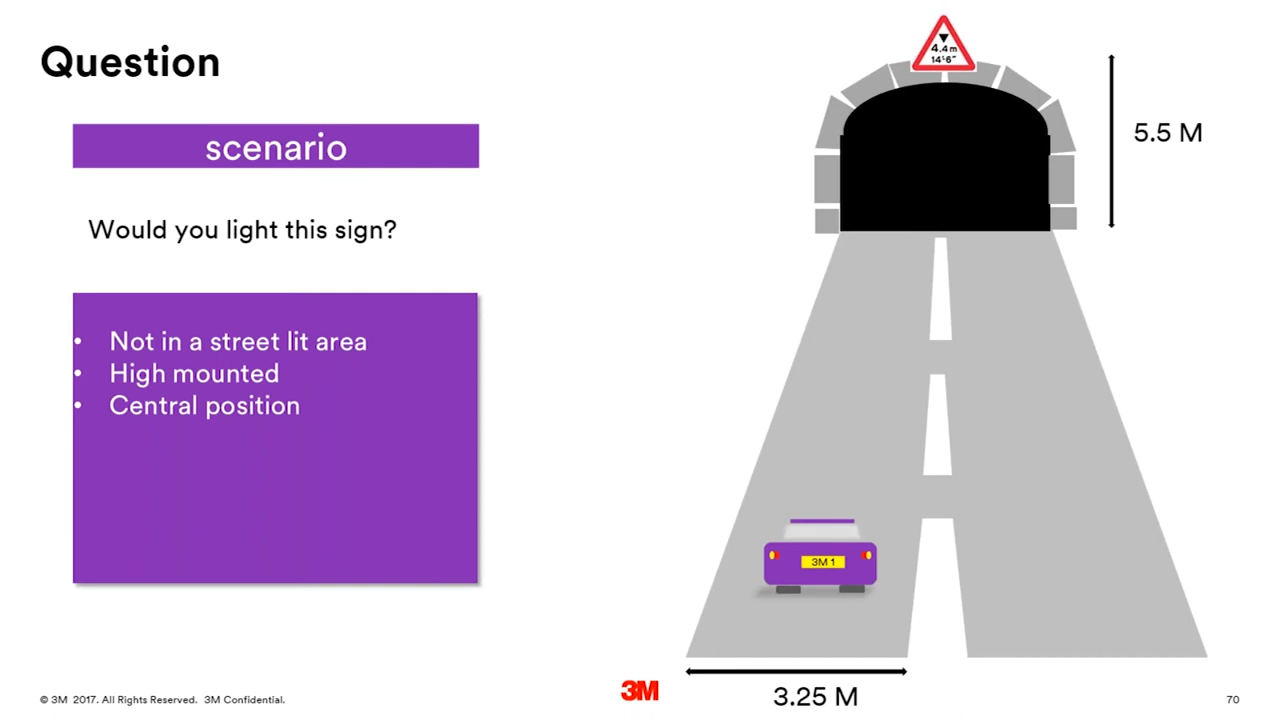 Question
scenario
Would you light this sign?
• Not in a street lit area
• High mounted
• Central position
4.4 m
14'6"
5.5 M
3M 1
3.25 M
© 3M 2017. All Rights Reserved. 3M Confidential.
3M
70